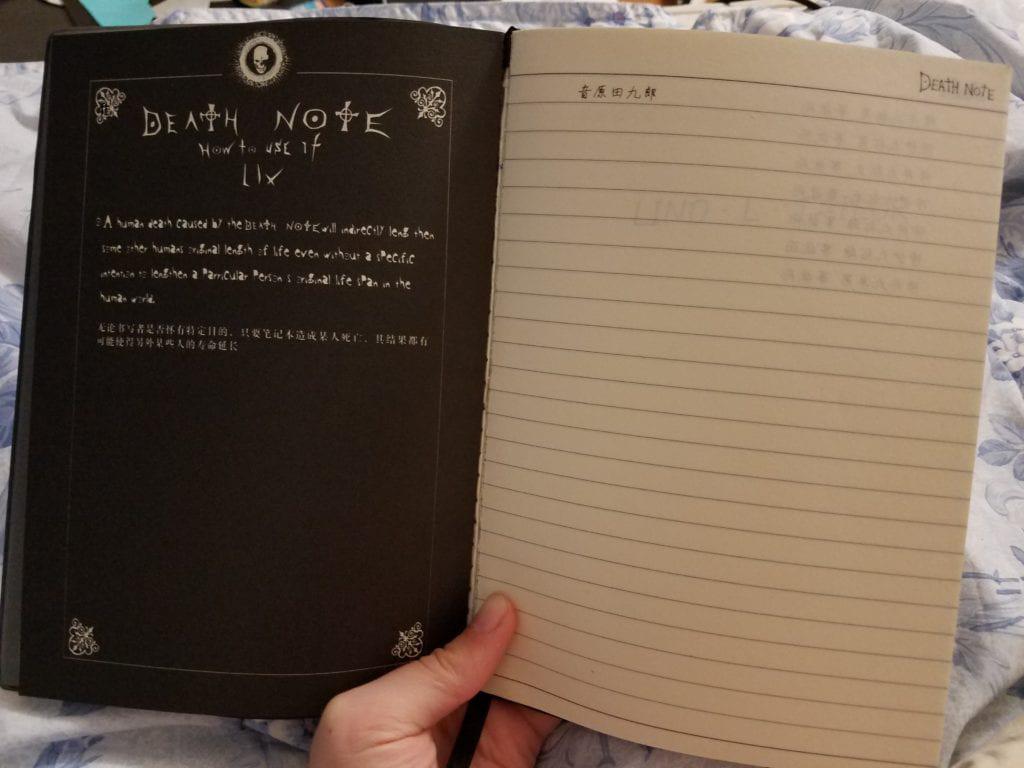 DEATH NOTE
How to use it
LIX
A human death caused by the DEATH NOTE will indirectly leng then
some other humans original length of life even without a specific
intention to lengthen a Parricular Person s original life span in the
human world.
无论书写者是否怀有特定目的、只要笔记本造成某人死亡、其结果都有
可能使得另外某些人的寿命延长
DEATH NOTE
音原田九郎